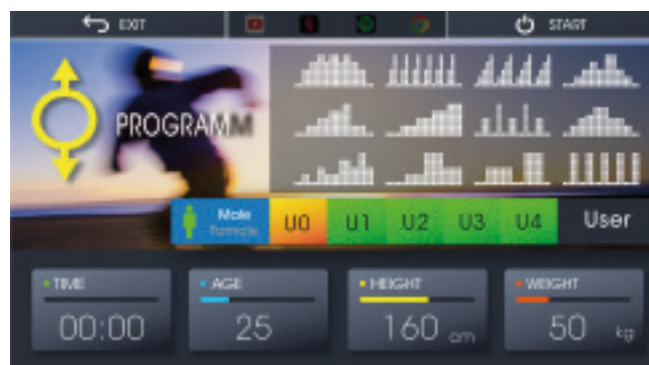 EXIT
START
PROGRAMM
Male
Female
U0 U1 U2 U3 U4 User
TIME
AGE
HEIGHT
WEIGHT
00:00
25
160 cm
50 kg